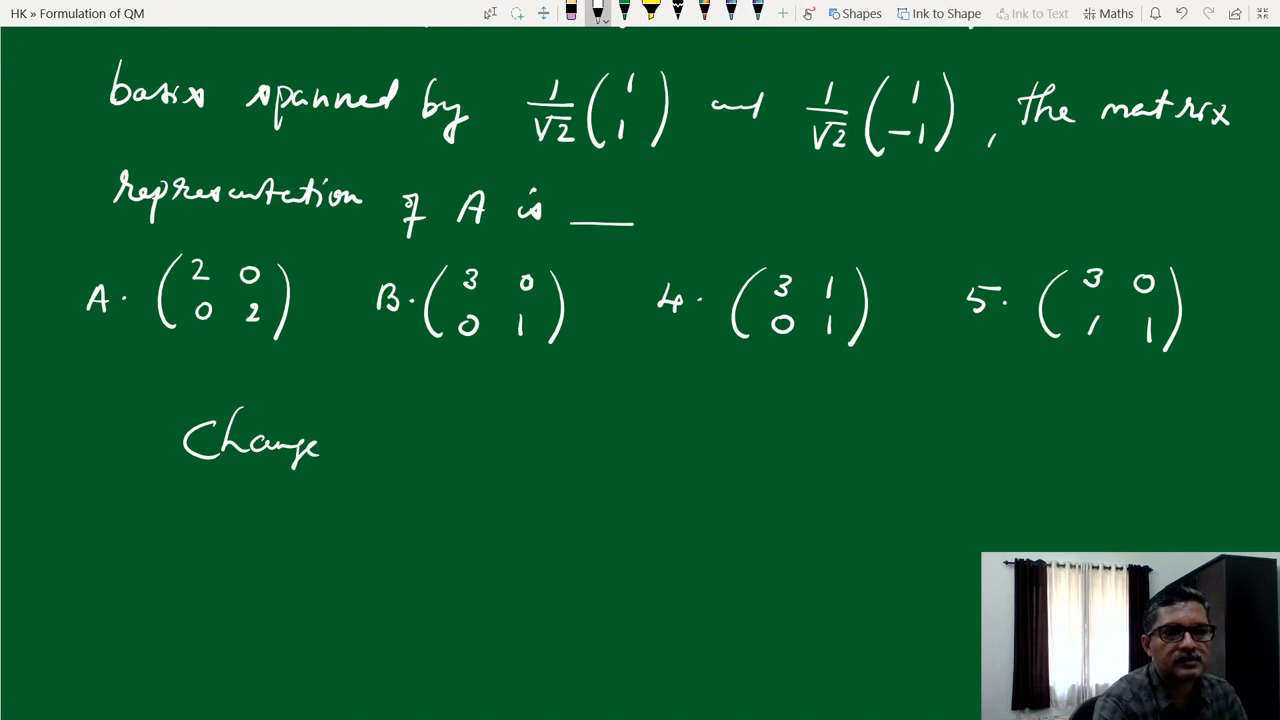 HK » Formulation of QM
Shapes Ink to Shape Ink to Text Maths
basis spanned by 1/√2 (1 1) and 1/√2 (1 -1), the matrix
representation of A is ___
A. (2 0 0 2) B. (3 0 0 1) 4. (3 1 0 1) 5. (3 0 1 1)
Change